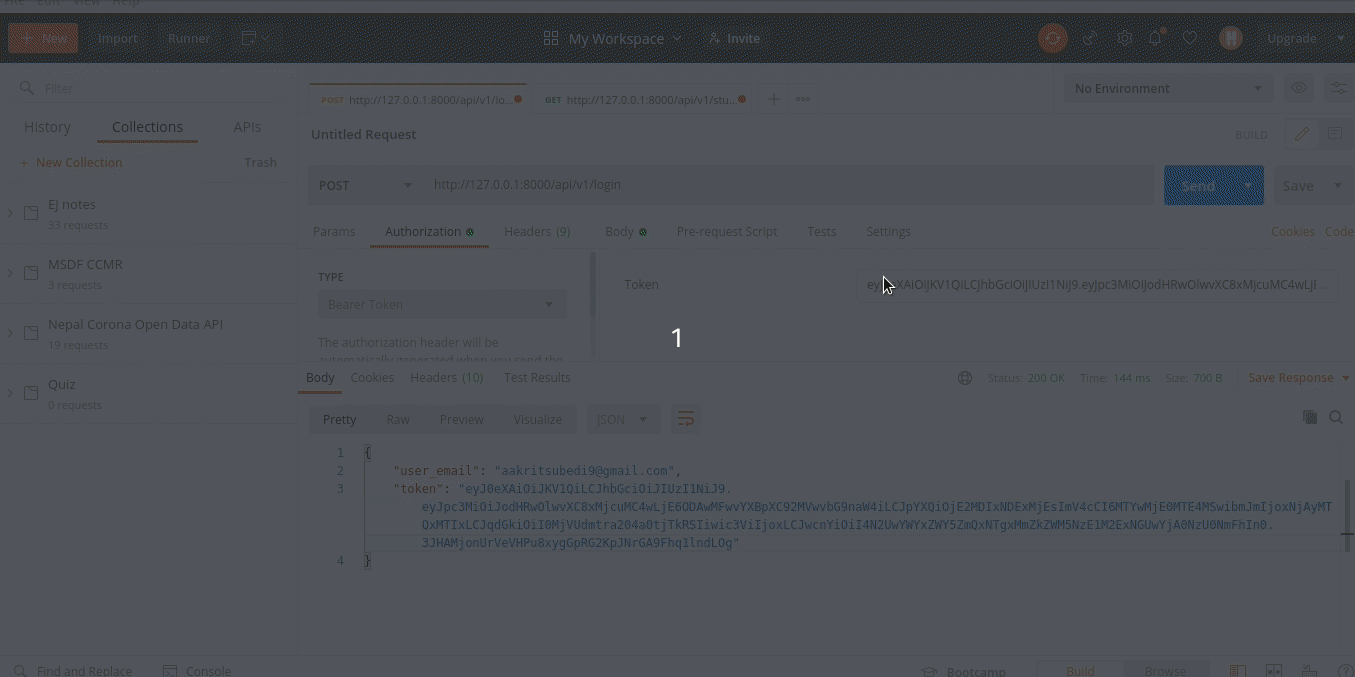 File Edit View Help
New Import Runner My Workspace Invite Upgrade
Filter
History Collections APIs
New Collection Trash
EJ notes
33 requests
MSDF CCMR
3 requests
Nepal Corona Open Data API
19 requests
Quiz
0 requests
POST http://127.0.0.1:8000/api/v1/lo... GET http://127.0.0.1:8000/api/v1/stu...
No Environment
Untitled Request BUILD
POST http://127.0.0.1:8000/api/v1/login Send Save
Params Authorization Headers (9) Body Pre-request Script Tests Settings Cookies Code
TYPE
Bearer Token
The authorization header will be
automatically generated when you send the
Token
1
Body Cookies Headers (10) Test Results Status: 200 OK Time: 144 ms Size: 700 B Save Response
Pretty Raw Preview Visualize JSON
1 {
2 "user_email": "aakritsubedi9@gmail.com",
3 "token": "eyJ0eXAiOiJKV1QiLCJhbGciOiJIUzI1NiJ9.
4 }
Find and Replace Console Bootcamp Build Browse